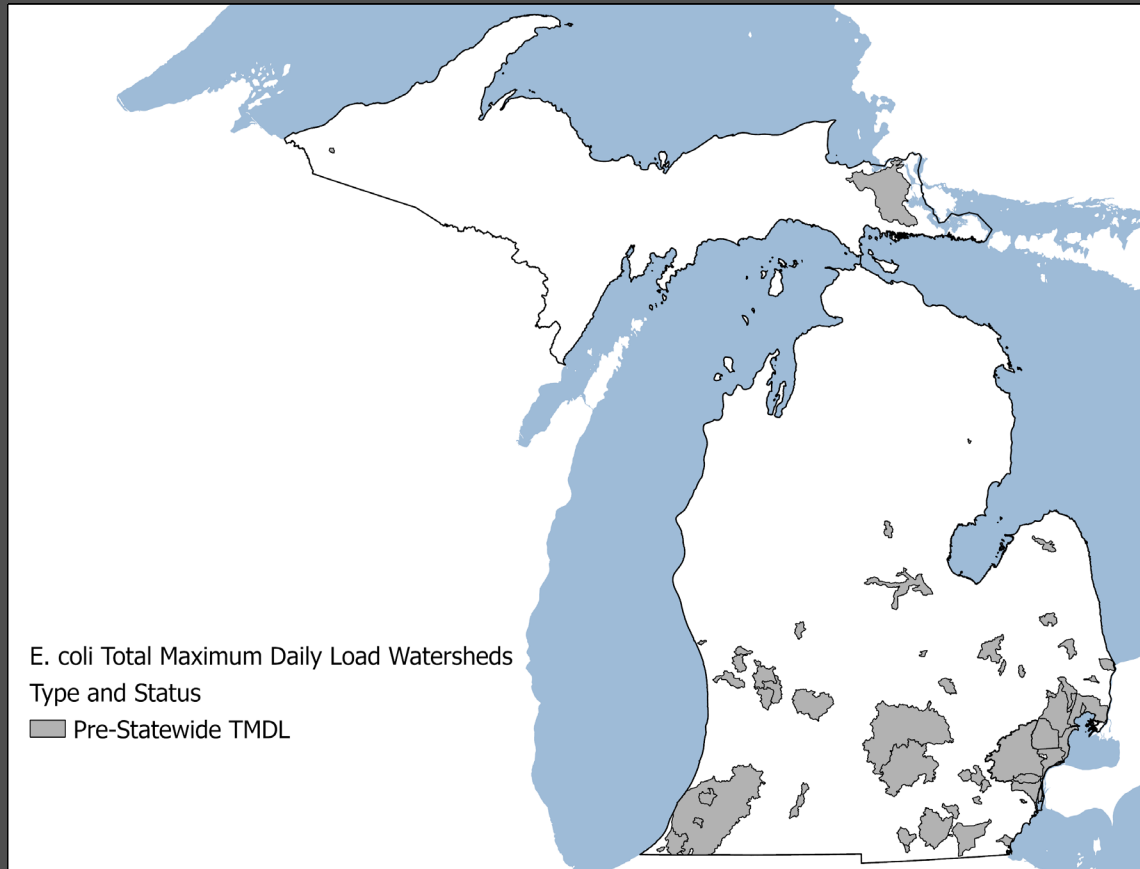 E. coli Total Maximum Daily Load Watersheds
Type and Status
Pre-Statewide TMDL